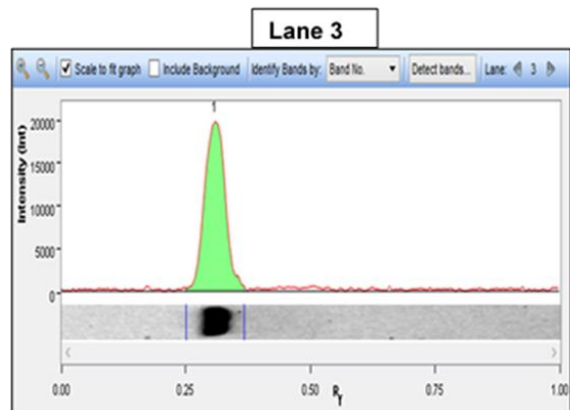 Lane 3
Scale to fit graph Include Background Identify Bands by: Band No. Detect bands... Lane: 3
1
Intensity (Int)
20000
15000
10000
5000
0
0.00 0.25 0.50 0.75 1.00